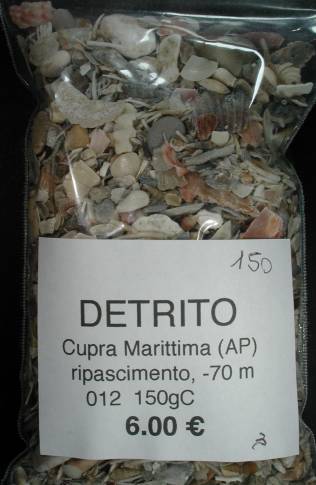 150
DETRITO
Cupra Marittima (AP)
ripascimento, -70 m
012 150gC
6.00 €